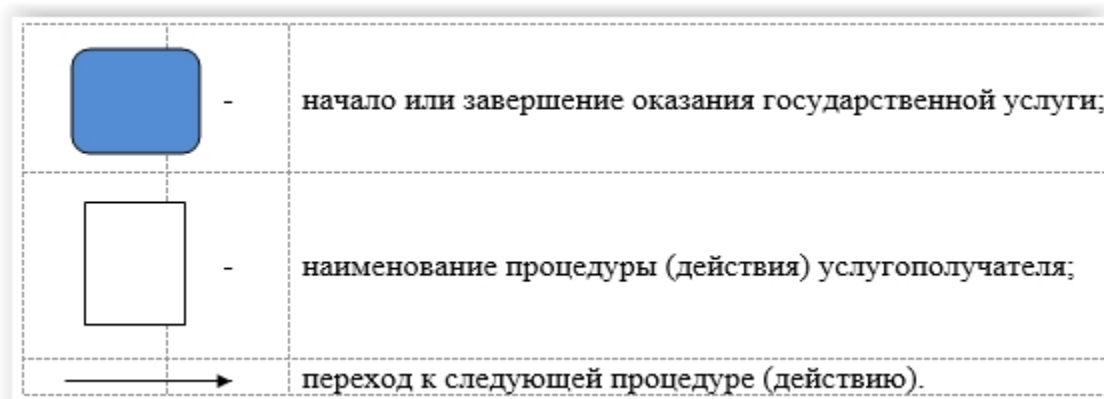 - начало или завершение оказания государственной услуги;
- наименование процедуры (действия) услугополучателя;
переход к следующей процедуре (действию).